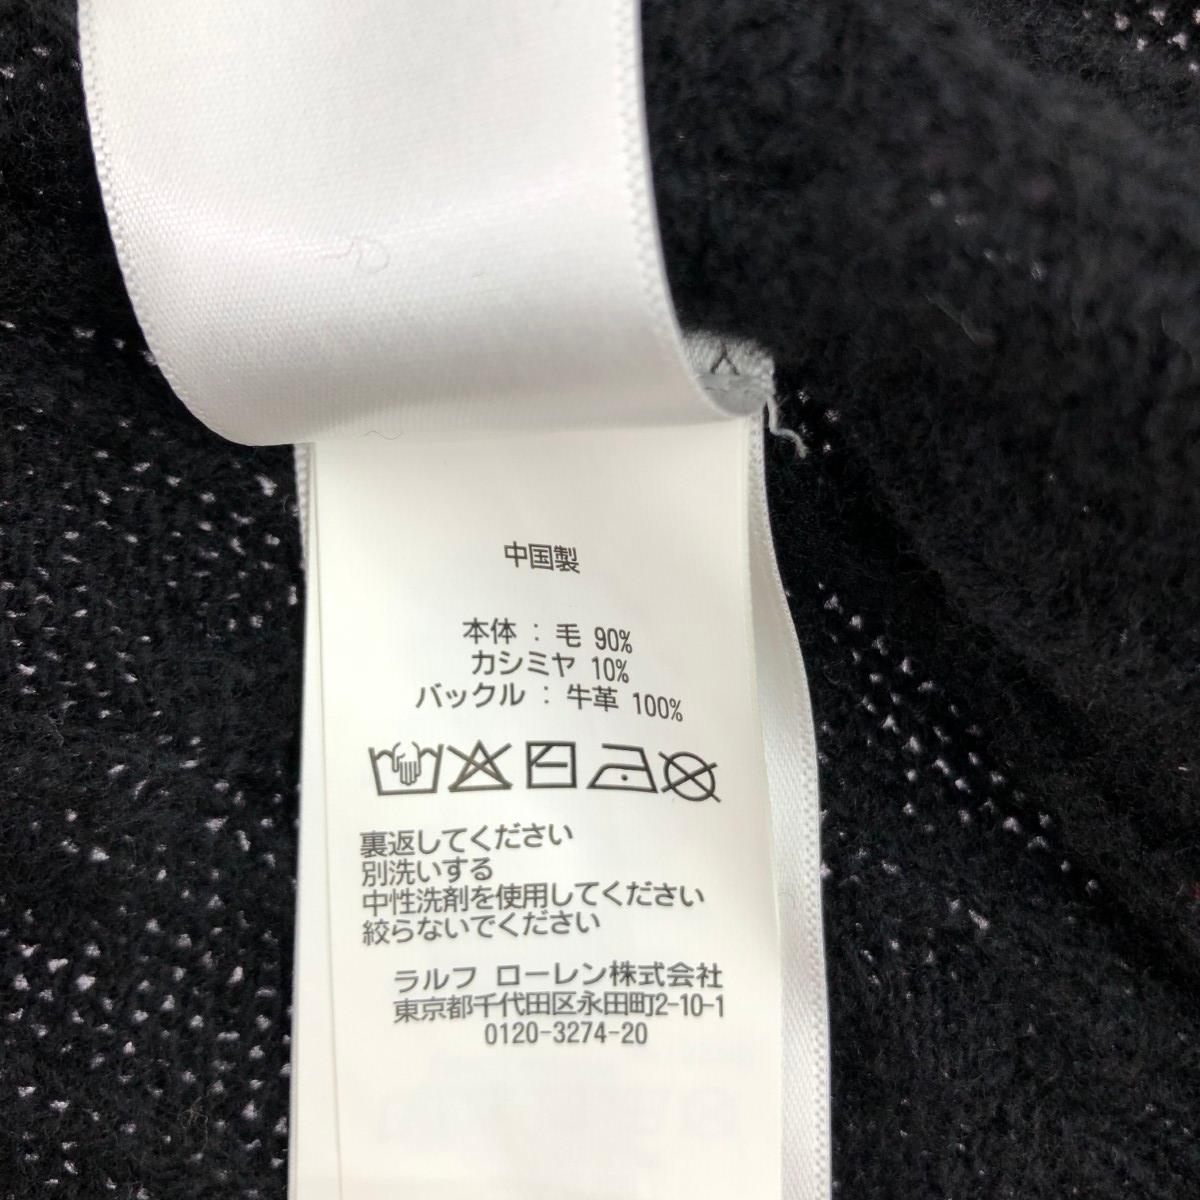 中国製
本体 : 毛 90%
カシミヤ 10%
バックル : 牛革 100%
裏返してください
別洗いする
中性洗剤を使用してください
絞らないでください
ラルフ ローレン株式会社
東京都千代田区永田町2-10-1
0120-3274-20